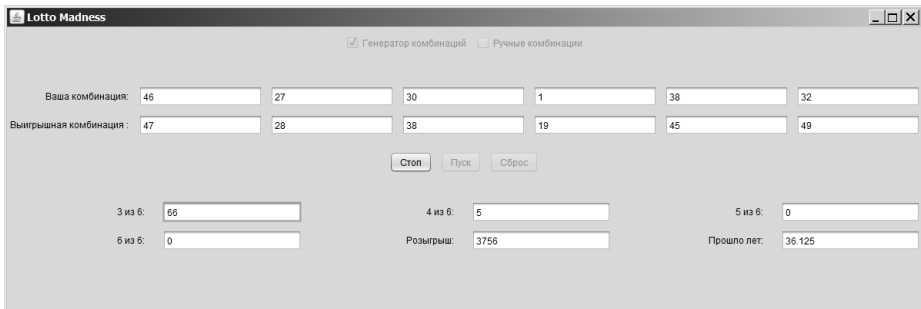 Lotto Madness
Генератор комбинаций Ручные комбинации
Ваша комбинация: 46 27 30 1 38 32
Выигрышная комбинация : 47 28 38 19 45 49
Стоп Пуск Сброс
3 из 6: 66 4 из 6: 5 5 из 6: 0
6 из 6: 0 Розыгрыш: 3756 Прошло лет: 36.125